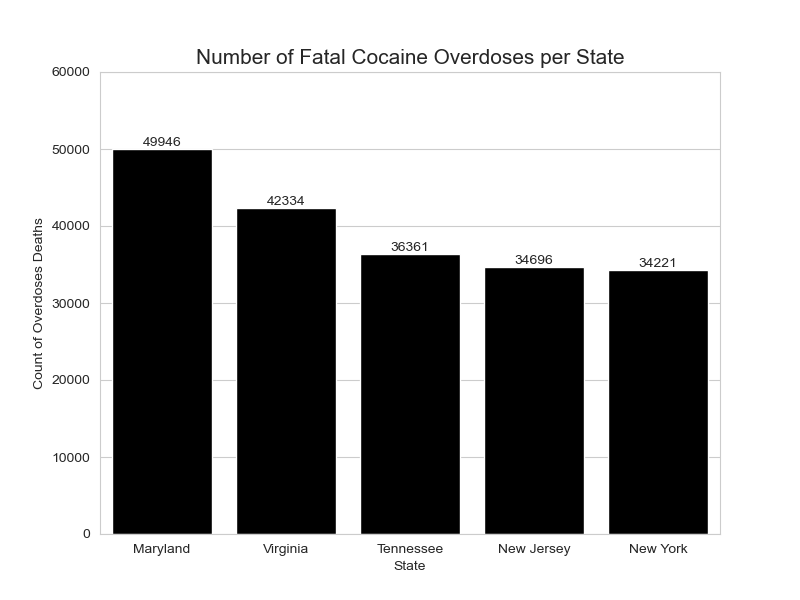 Number of Fatal Cocaine Overdoses per State
60000
50000
40000
30000
20000
10000
0
Count of Overdoses Deaths
49946
42334
36361
34696
34221
Maryland
Virginia
Tennessee
New Jersey
New York
State